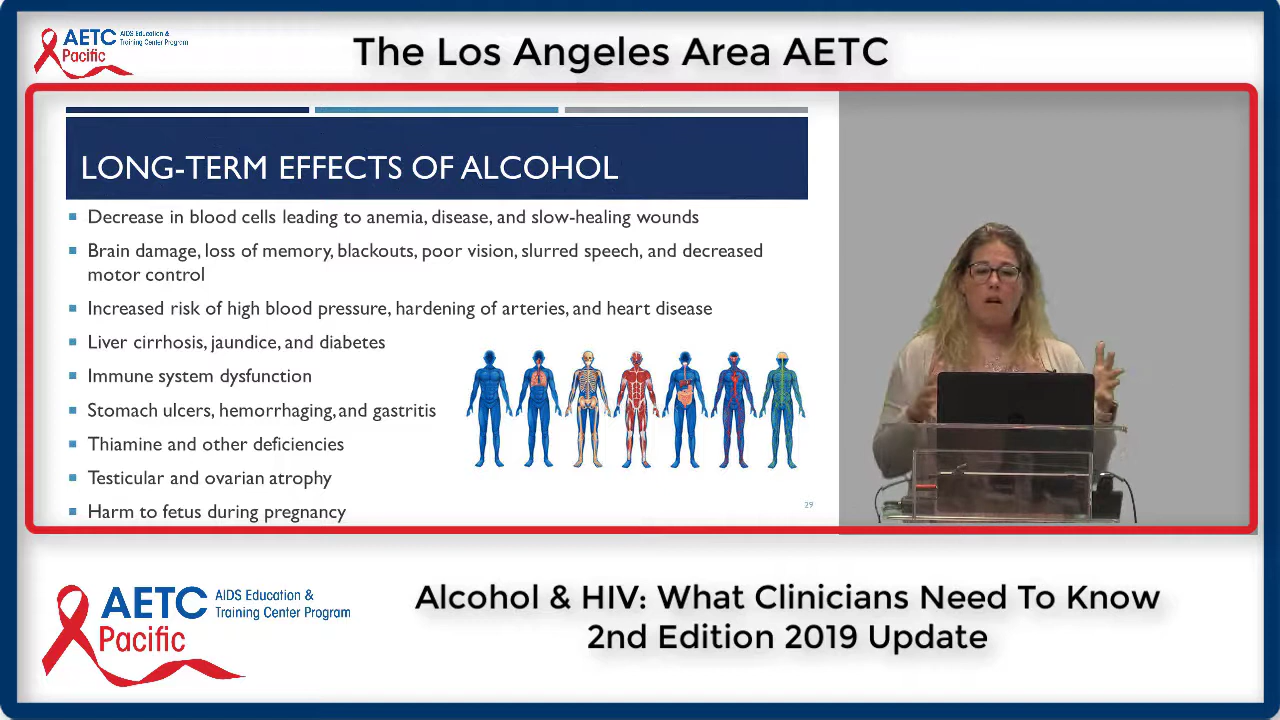 AETC
AIDS Education &
Training Center Program
Pacific
The Los Angeles Area AETC
LONG-TERM EFFECTS OF ALCOHOL
Decrease in blood cells leading to anemia, disease, and slow-healing wounds
Brain damage, loss of memory, blackouts, poor vision, slurred speech, and decreased
motor control
Increased risk of high blood pressure, hardening of arteries, and heart disease
Liver cirrhosis, jaundice, and diabetes
Immune system dysfunction
Stomach ulcers, hemorrhaging, and gastritis
Thiamine and other deficiencies
Testicular and ovarian atrophy
Harm to fetus during pregnancy
29
AETC
AIDS Education &
Training Center Program
Pacific
Alcohol & HIV: What Clinicians Need To Know
2nd Edition 2019 Update